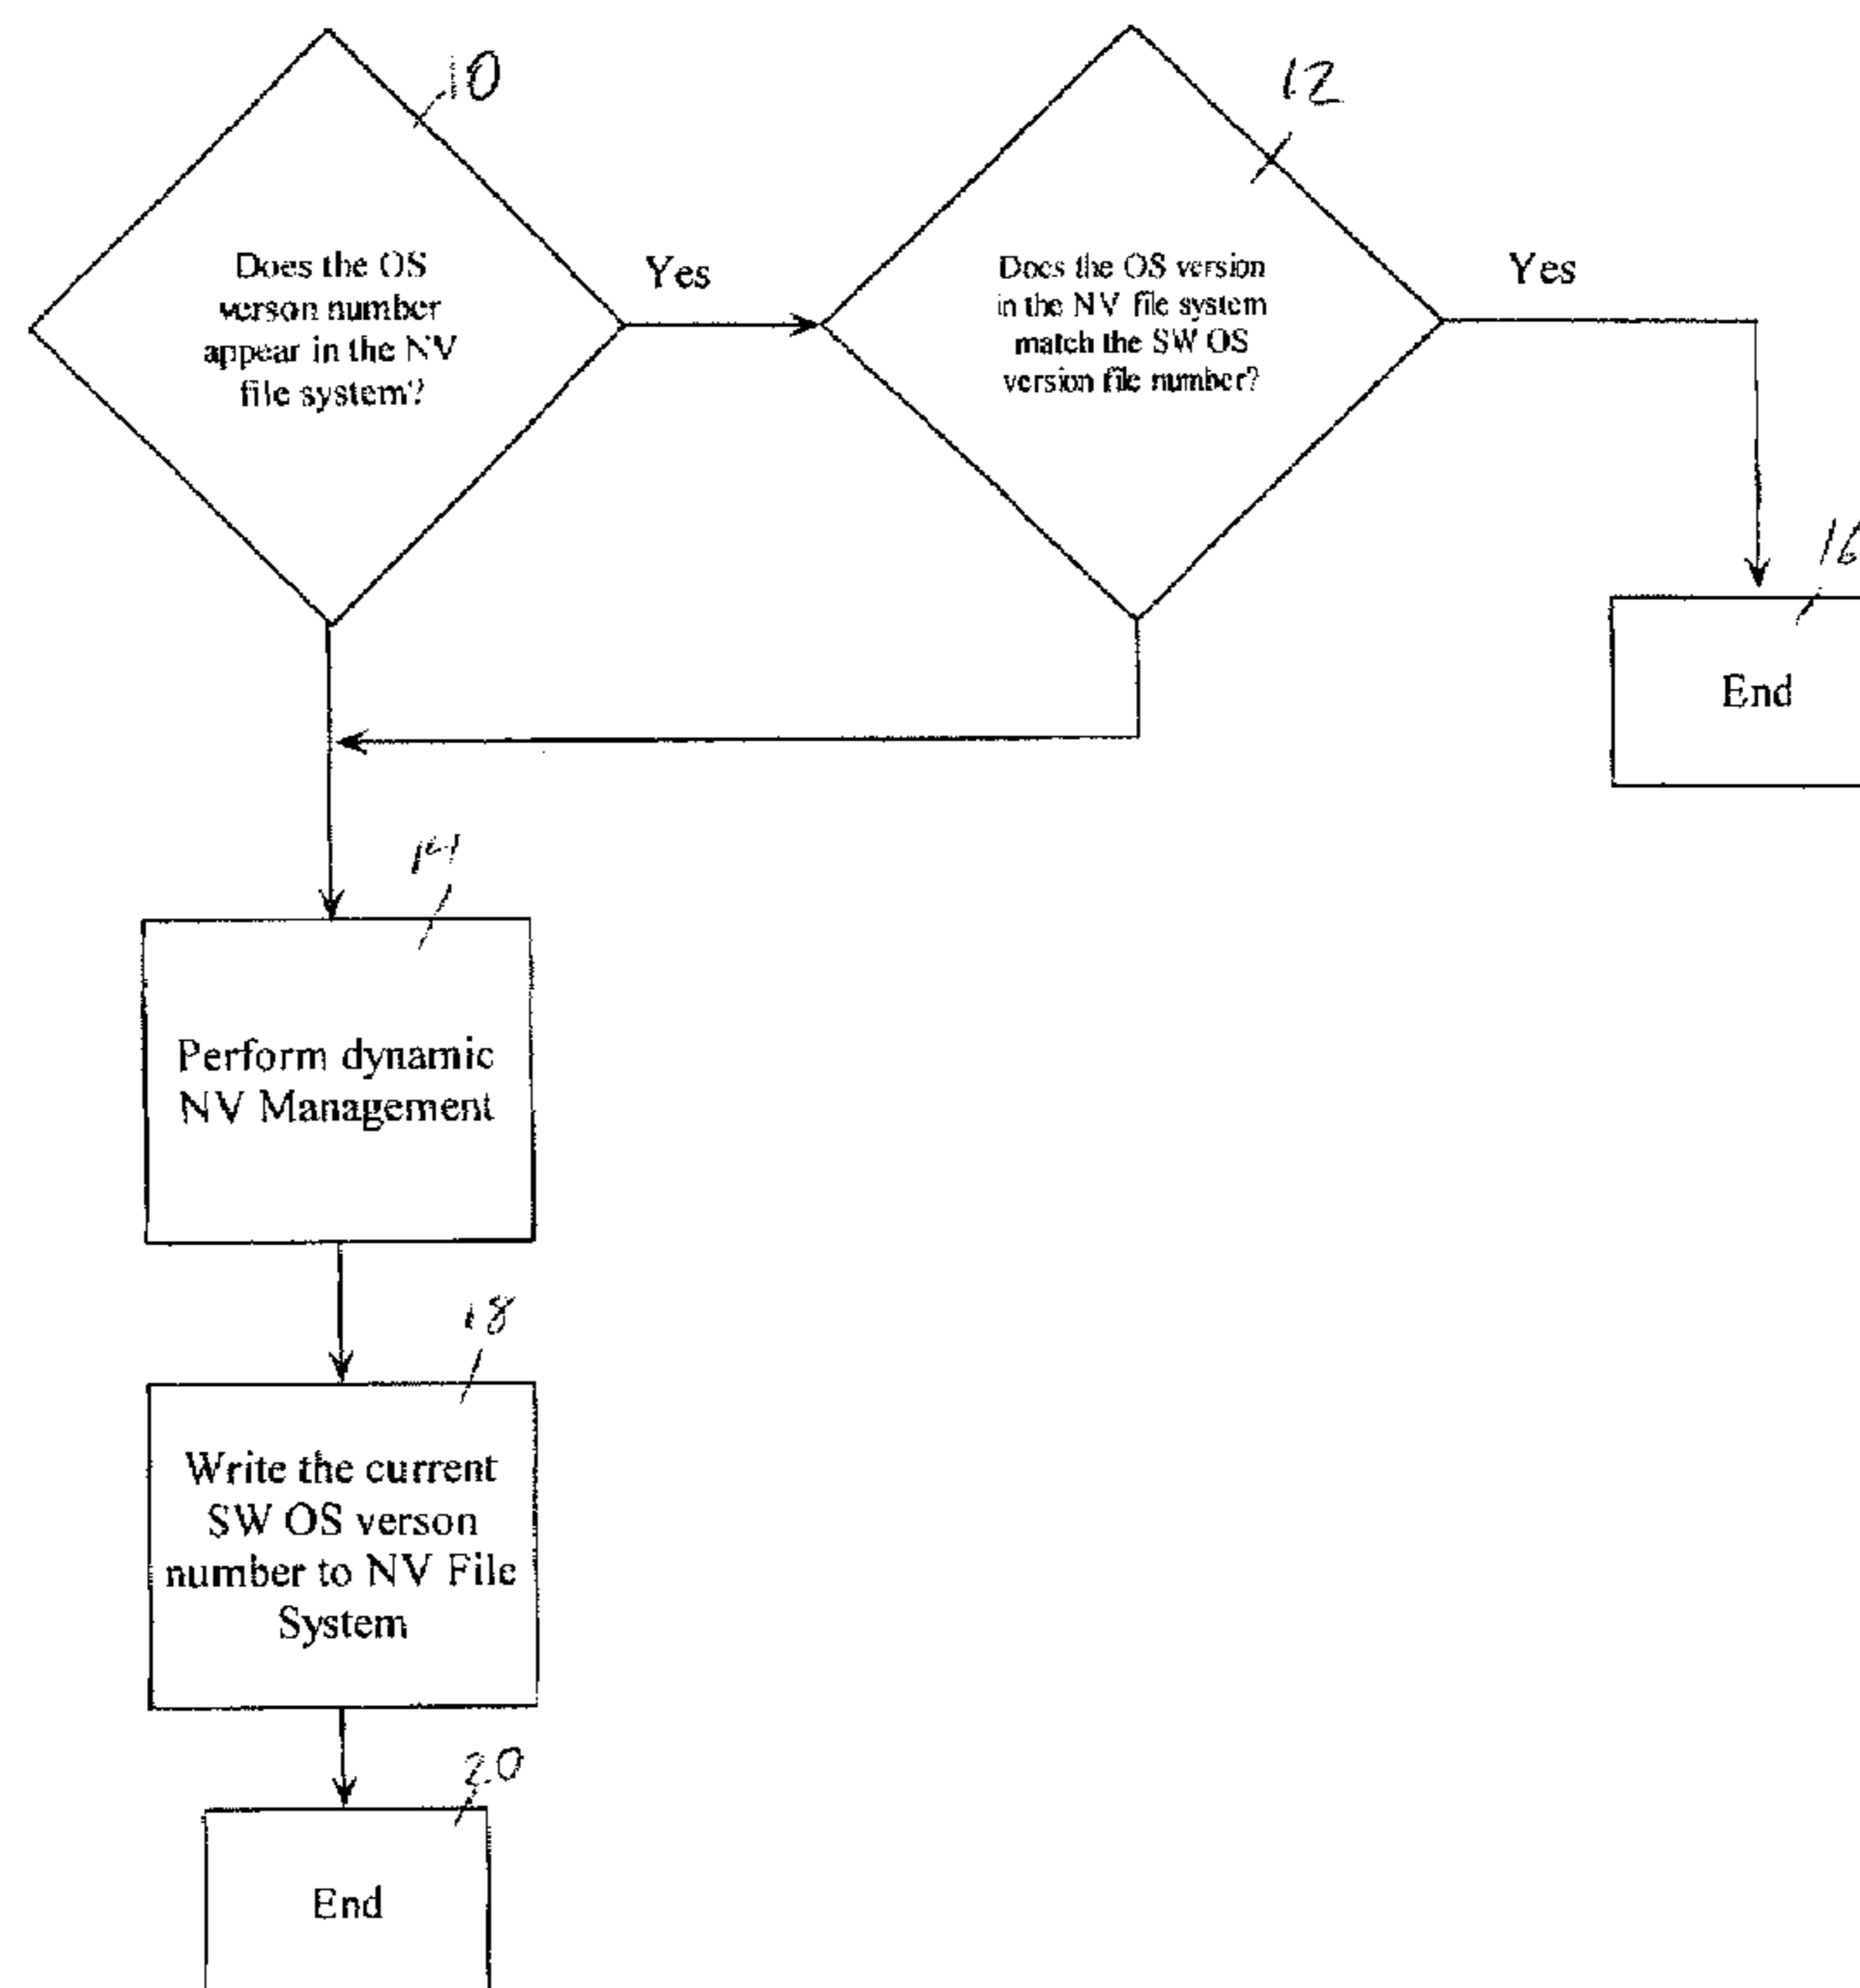 10
Does the OS
verson number
appear in the NV
file system?
Yes
12
Does the OS version
in the NV file system
match the SW OS
version file number?
Yes
16
End
14
Perform dynamic
NV Management
18
Write the current
SW OS verson
number to NV File
System
20
End